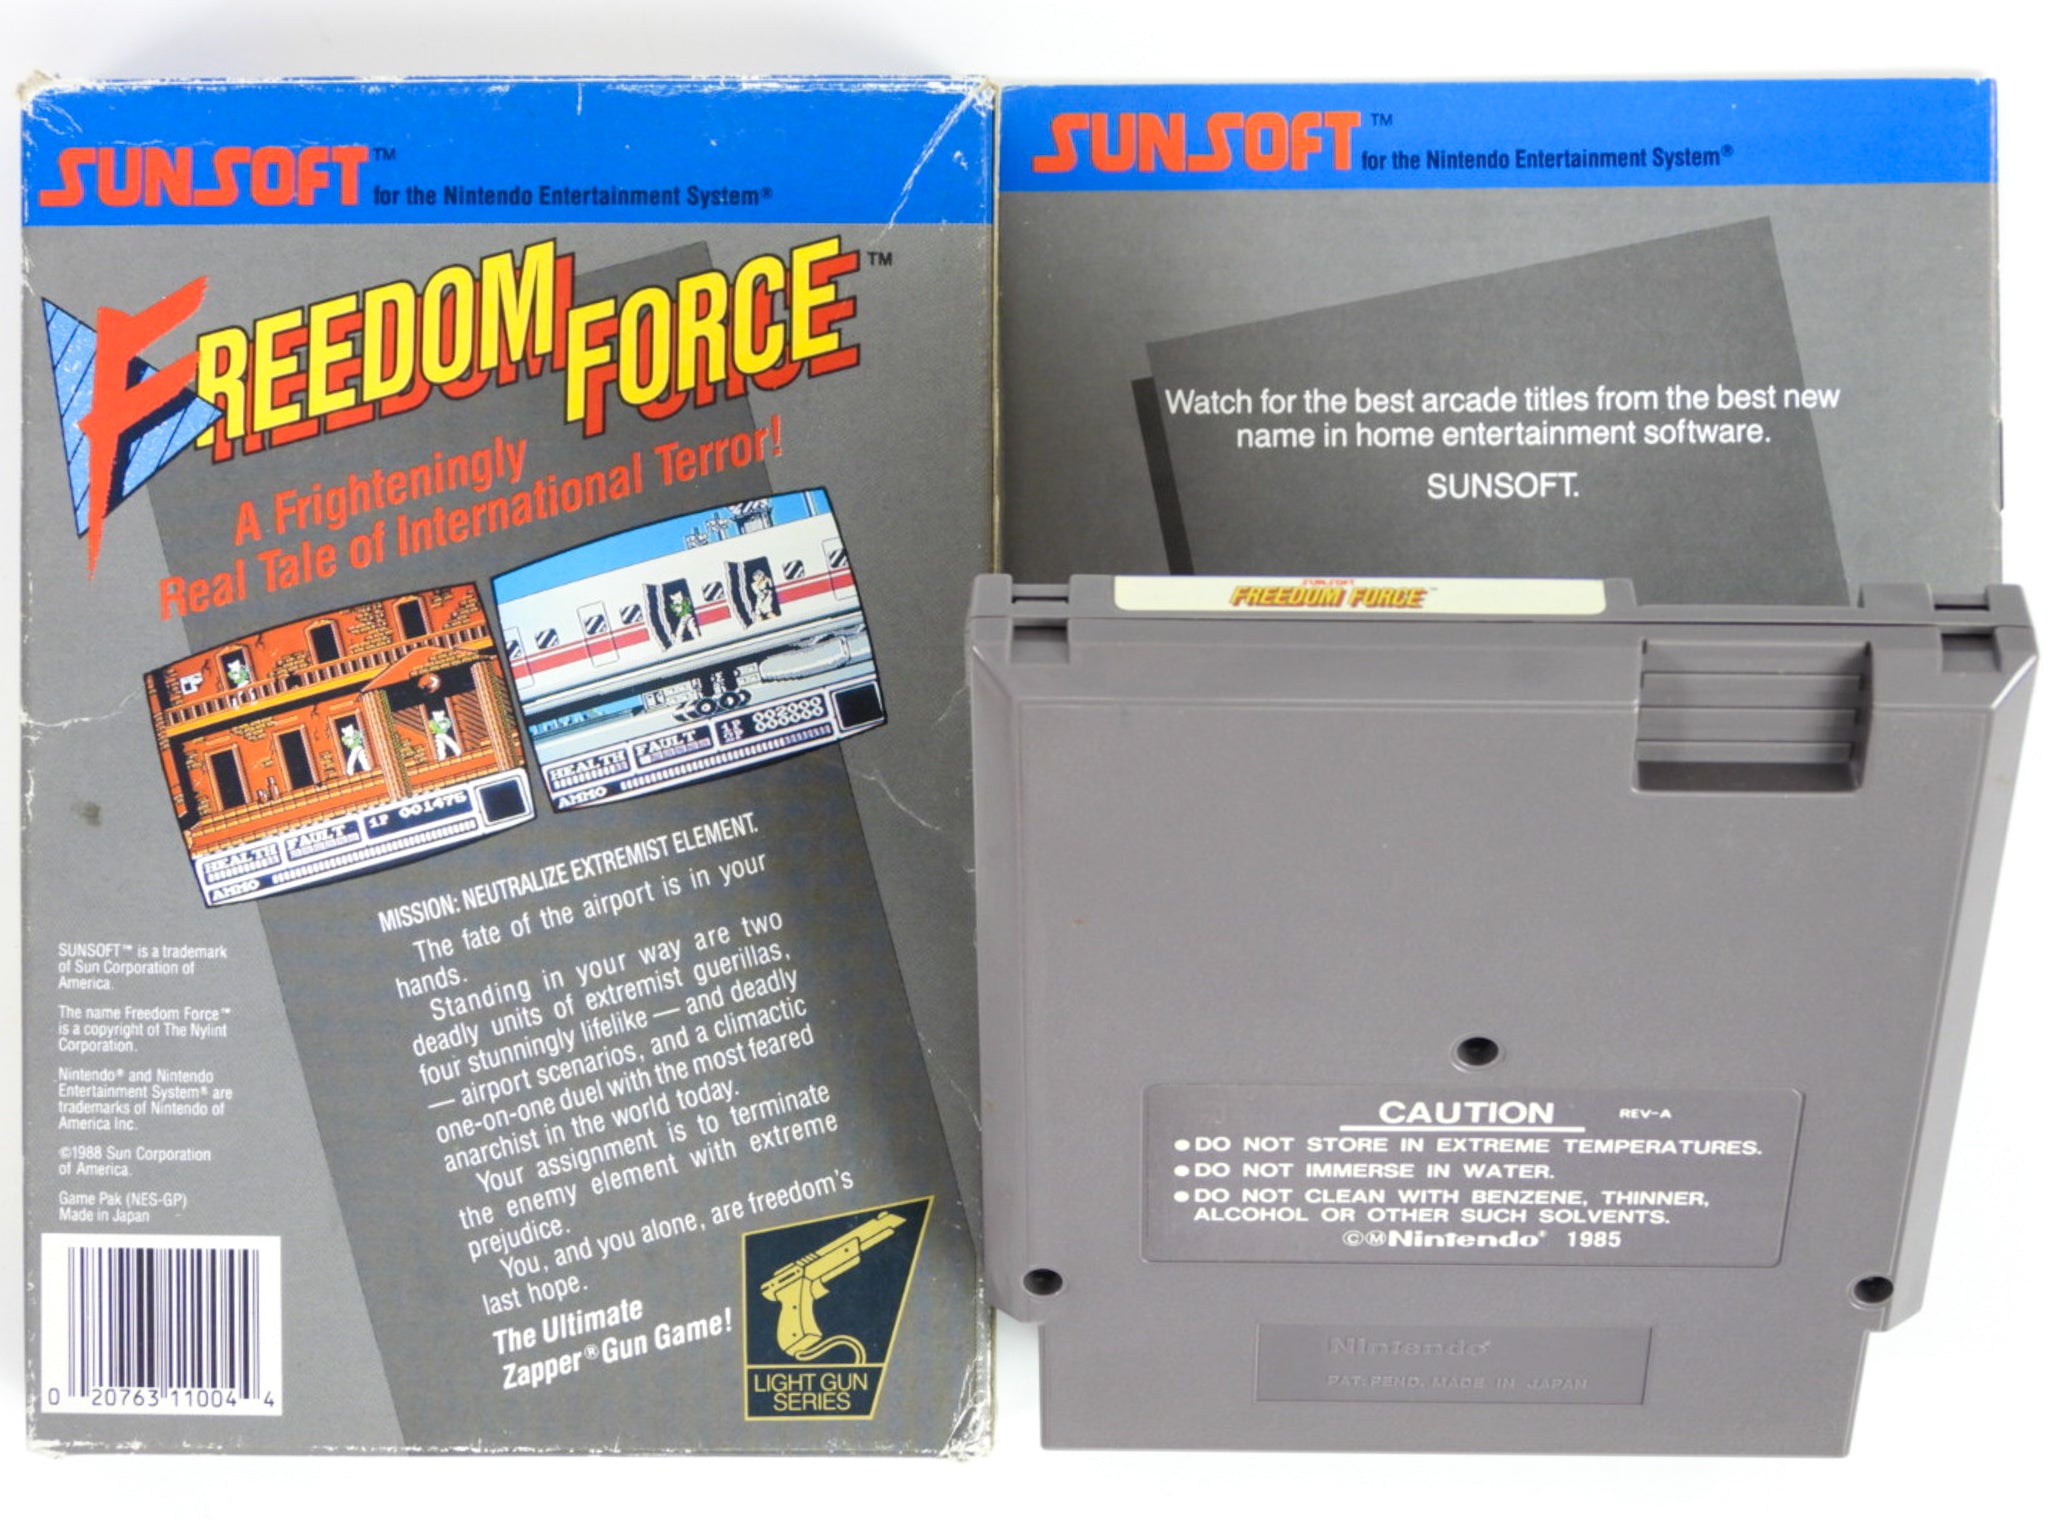 SUNSOFT™ for the Nintendo Entertainment System®
FREEDOM FORCE™
A Frighteningly
Real Tale of International Terror!
HEALTH FAULT 1P 001475
AMMO
HEALTH FAULT 1P 002000
2P 000000
AMMO
MISSION: NEUTRALIZE EXTREMIST ELEMENT.
The fate of the airport is in your
hands.
Standing in your way are two
deadly units of extremist guerillas,
four stunningly lifelike — and deadly
— airport scenarios, and a climactic
one-on-one duel with the most feared
anarchist in the world today.
Your assignment is to terminate
the enemy element with extreme
prejudice.
You, and you alone, are freedom's
last hope.
The Ultimate
Zapper® Gun Game!
LIGHT GUN
SERIES
SUNSOFT™ is a trademark
of Sun Corporation of
America.
The name Freedom Force™
is a copyright of The Nylint
Corporation.
Nintendo® and Nintendo
Entertainment System® are
trademarks of Nintendo of
America Inc.
©1988 Sun Corporation
of America.
Game Pak (NES-GP)
Made in Japan
0 20763 11004 4
SUNSOFT™ for the Nintendo Entertainment System®
Watch for the best arcade titles from the best new
name in home entertainment software.
SUNSOFT.
SUNSOFT
FREEDOM FORCE™
CAUTION REV-A
●DO NOT STORE IN EXTREME TEMPERATURES.
●DO NOT IMMERSE IN WATER.
●DO NOT CLEAN WITH BENZENE, THINNER,
ALCOHOL OR OTHER SUCH SOLVENTS.
©ⓂNintendo® 1985
Nintendo®
PAT. PEND. MADE IN JAPAN